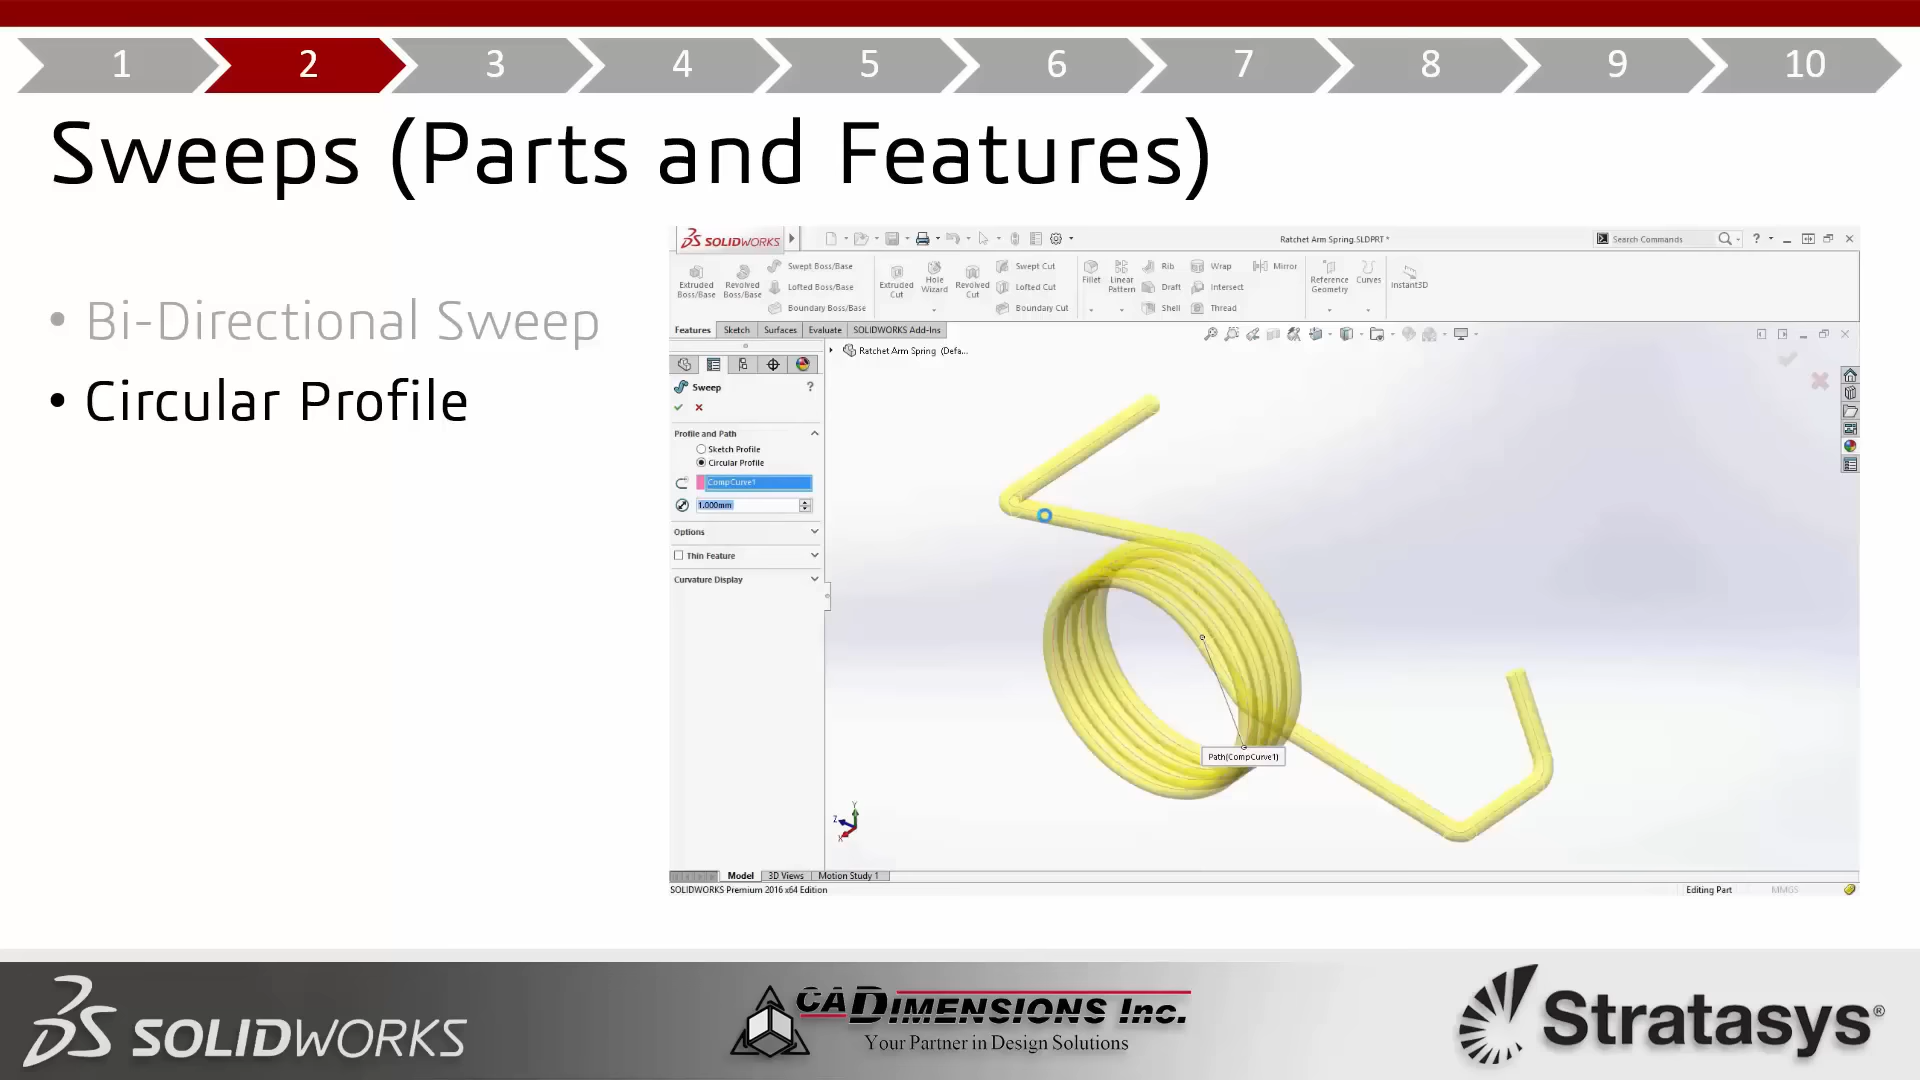 1 2 3 4 5 6 7 8 9 10
Sweeps (Parts and Features)
• Bi-Directional Sweep
• Circular Profile
SOLIDWORKS
Ratchet Arm Spring.SLDPRT *
Search Commands
?
Extruded Boss/Base
Revolved Boss/Base
Swept Boss/Base
Lofted Boss/Base
Boundary Boss/Base
Extruded Cut
Hole Wizard
Revolved Cut
Swept Cut
Lofted Cut
Boundary Cut
Fillet
Linear Pattern
Rib
Draft
Shell
Wrap
Intersect
Thread
Mirror
Reference Geometry
Curves
Instant3D
Features Sketch Surfaces Evaluate SOLIDWORKS Add-Ins
Ratchet Arm Spring (Defa...
Sweep ?
Profile and Path
Sketch Profile
Circular Profile
CompCurve1
1.000mm
Options
Thin Feature
Curvature Display
Path(CompCurve1)
Y
Z
X
Model 3D Views Motion Study 1
SOLIDWORKS Premium 2016 x64 Edition
Editing Part
MMGS
SOLIDWORKS
CADIMENSIONS Inc.
Your Partner in Design Solutions
Stratasys®